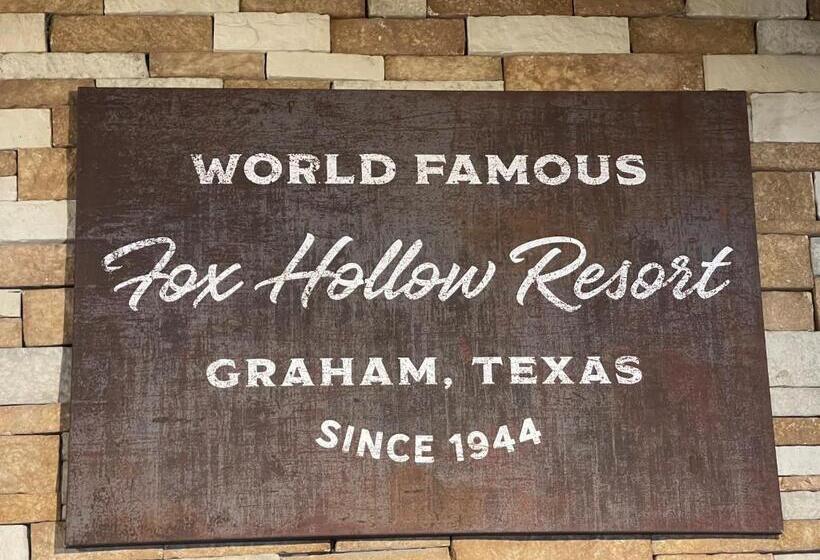 WORLD FAMOUS
Fox Hollow Resort
GRAHAM, TEXAS
SINCE 1944